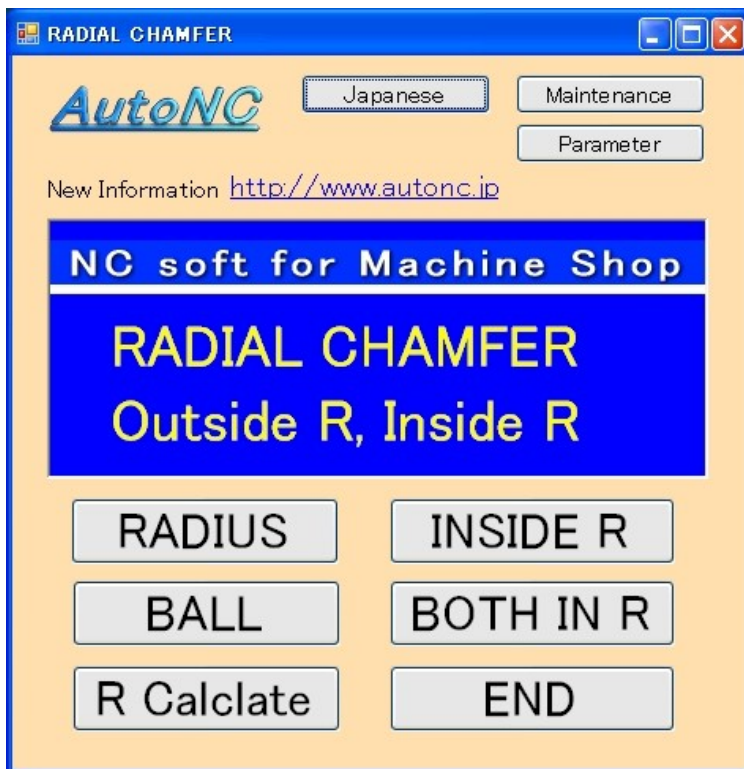 RADIAL CHAMFER
AutoNC
Japanese
Maintenance
Parameter
New Information http://www.autonc.jp
NC soft for Machine Shop
RADIAL CHAMFER
Outside R, Inside R
RADIUS
INSIDE R
BALL
BOTH IN R
R Calclate
END